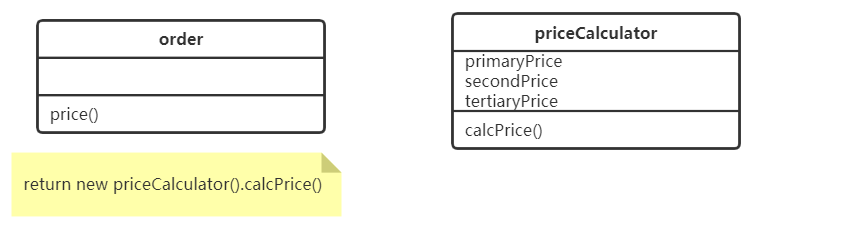 order
price()
return new priceCalculator().calcPrice()
priceCalculator
primaryPrice
secondPrice
tertiaryPrice
calcPrice()